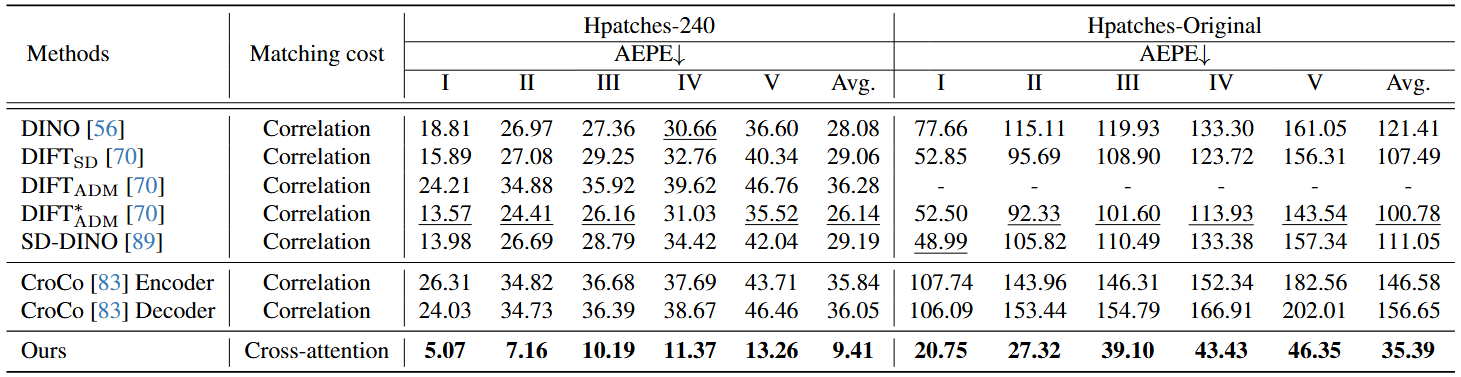 Methods Matching cost Hpatches-240 Hpatches-Original
AEPE↓ AEPE↓
I II III IV V Avg. I II III IV V Avg.
DINO [56] Correlation 18.81 26.97 27.36 30.66 36.60 28.08 77.66 115.11 119.93 133.30 161.05 121.41
DIFTSD [70] Correlation 15.89 27.08 29.25 32.76 40.34 29.06 52.85 95.69 108.90 123.72 156.31 107.49
DIFTADM [70] Correlation 24.21 34.88 35.92 39.62 46.76 36.28 - - - - - -
DIFT*ADM [70] Correlation 13.57 24.41 26.16 31.03 35.52 26.14 52.50 92.33 101.60 113.93 143.54 100.78
SD-DINO [89] Correlation 13.98 26.69 28.79 34.42 42.04 29.19 48.99 105.82 110.49 133.38 157.34 111.05
CroCo [83] Encoder Correlation 26.31 34.82 36.68 37.69 43.71 35.84 107.74 143.96 146.31 152.34 182.56 146.58
CroCo [83] Decoder Correlation 24.03 34.73 36.39 38.67 46.46 36.05 106.09 153.44 154.79 166.91 202.01 156.65
Ours Cross-attention 5.07 7.16 10.19 11.37 13.26 9.41 20.75 27.32 39.10 43.43 46.35 35.39